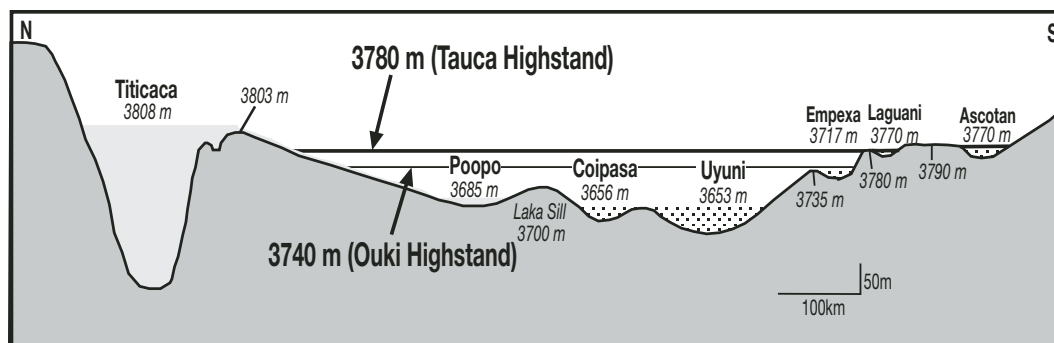 N
S
3780 m (Tauca Highstand)
Titicaca
3808 m
3803 m
Empexa
3717 m
Laguani
3770 m
Ascotan
3770 m
Poopo
3685 m
Coipasa
3656 m
Uyuni
3653 m
Laka Sill
3700 m
3735 m
3780 m
3790 m
3740 m (Ouki Highstand)
50m
100km